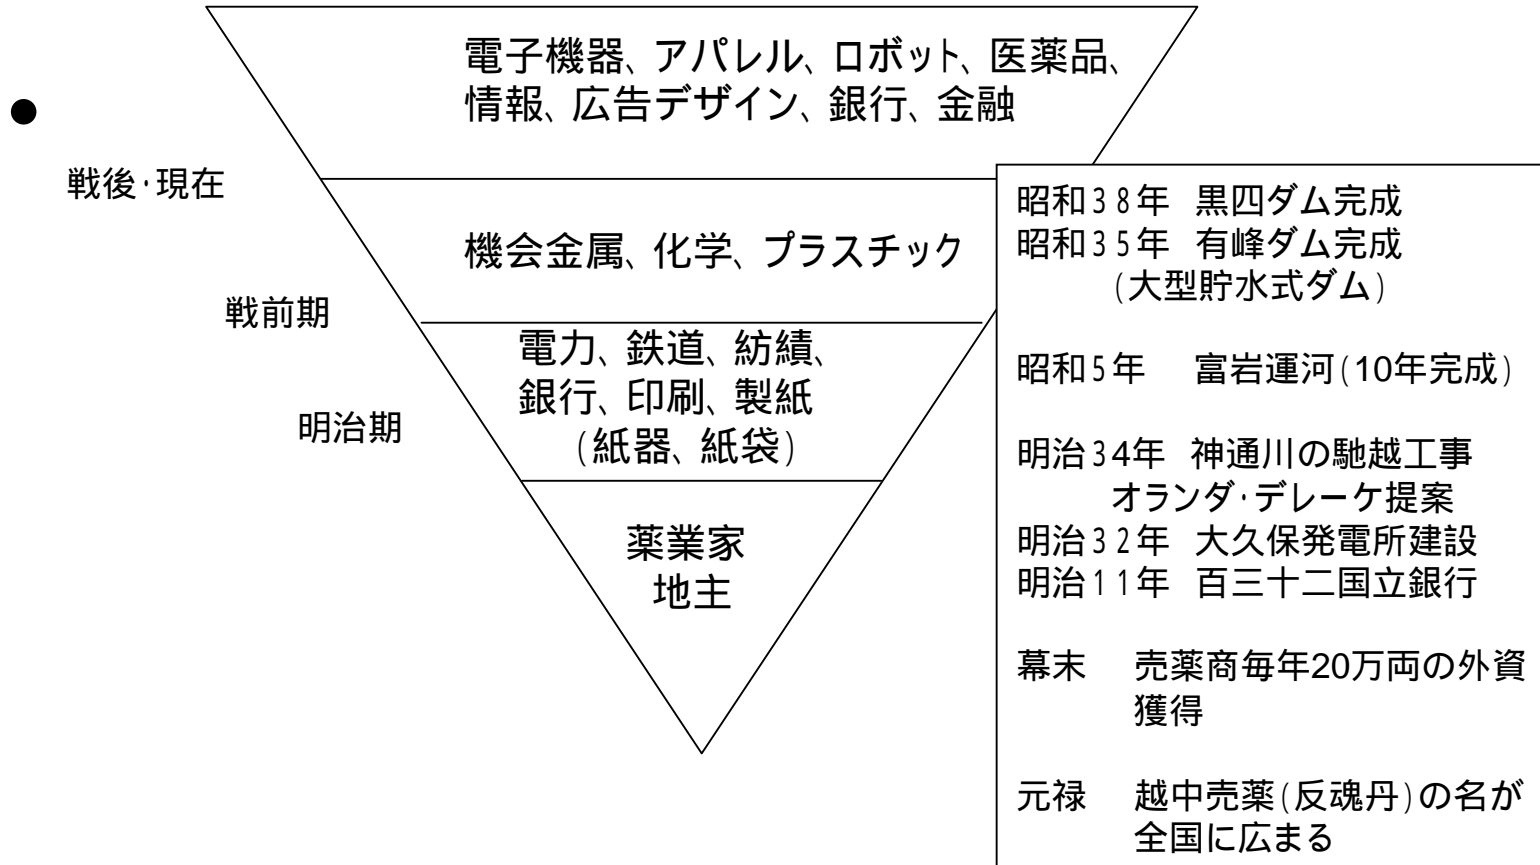 電子機器、アパレル、ロボット、医薬品、
情報、広告デザイン、銀行、金融
戦後・現在
機会金属、化学、プラスチック
戦前期
電力、鉄道、紡績、
銀行、印刷、製紙
(紙器、紙袋)
明治期
薬業家
地主
昭和38年 黒四ダム完成
昭和35年 有峰ダム完成
(大型貯水式ダム)
昭和5年 富岩運河(10年完成)
明治34年 神通川の馳越工事
オランダ・デレーケ提案
明治32年 大久保発電所建設
明治11年 百三十二国立銀行
幕末 売薬商毎年20万両の外資
獲得
元禄 越中売薬(反魂丹)の名が
全国に広まる